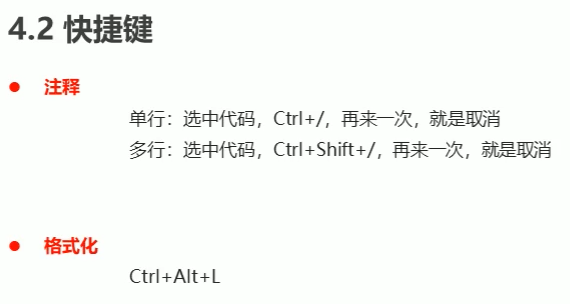 4.2 快捷键
● 注释
单行：选中代码，Ctrl+/，再来一次，就是取消
多行：选中代码，Ctrl+Shift+/，再来一次，就是取消
● 格式化
Ctrl+Alt+L